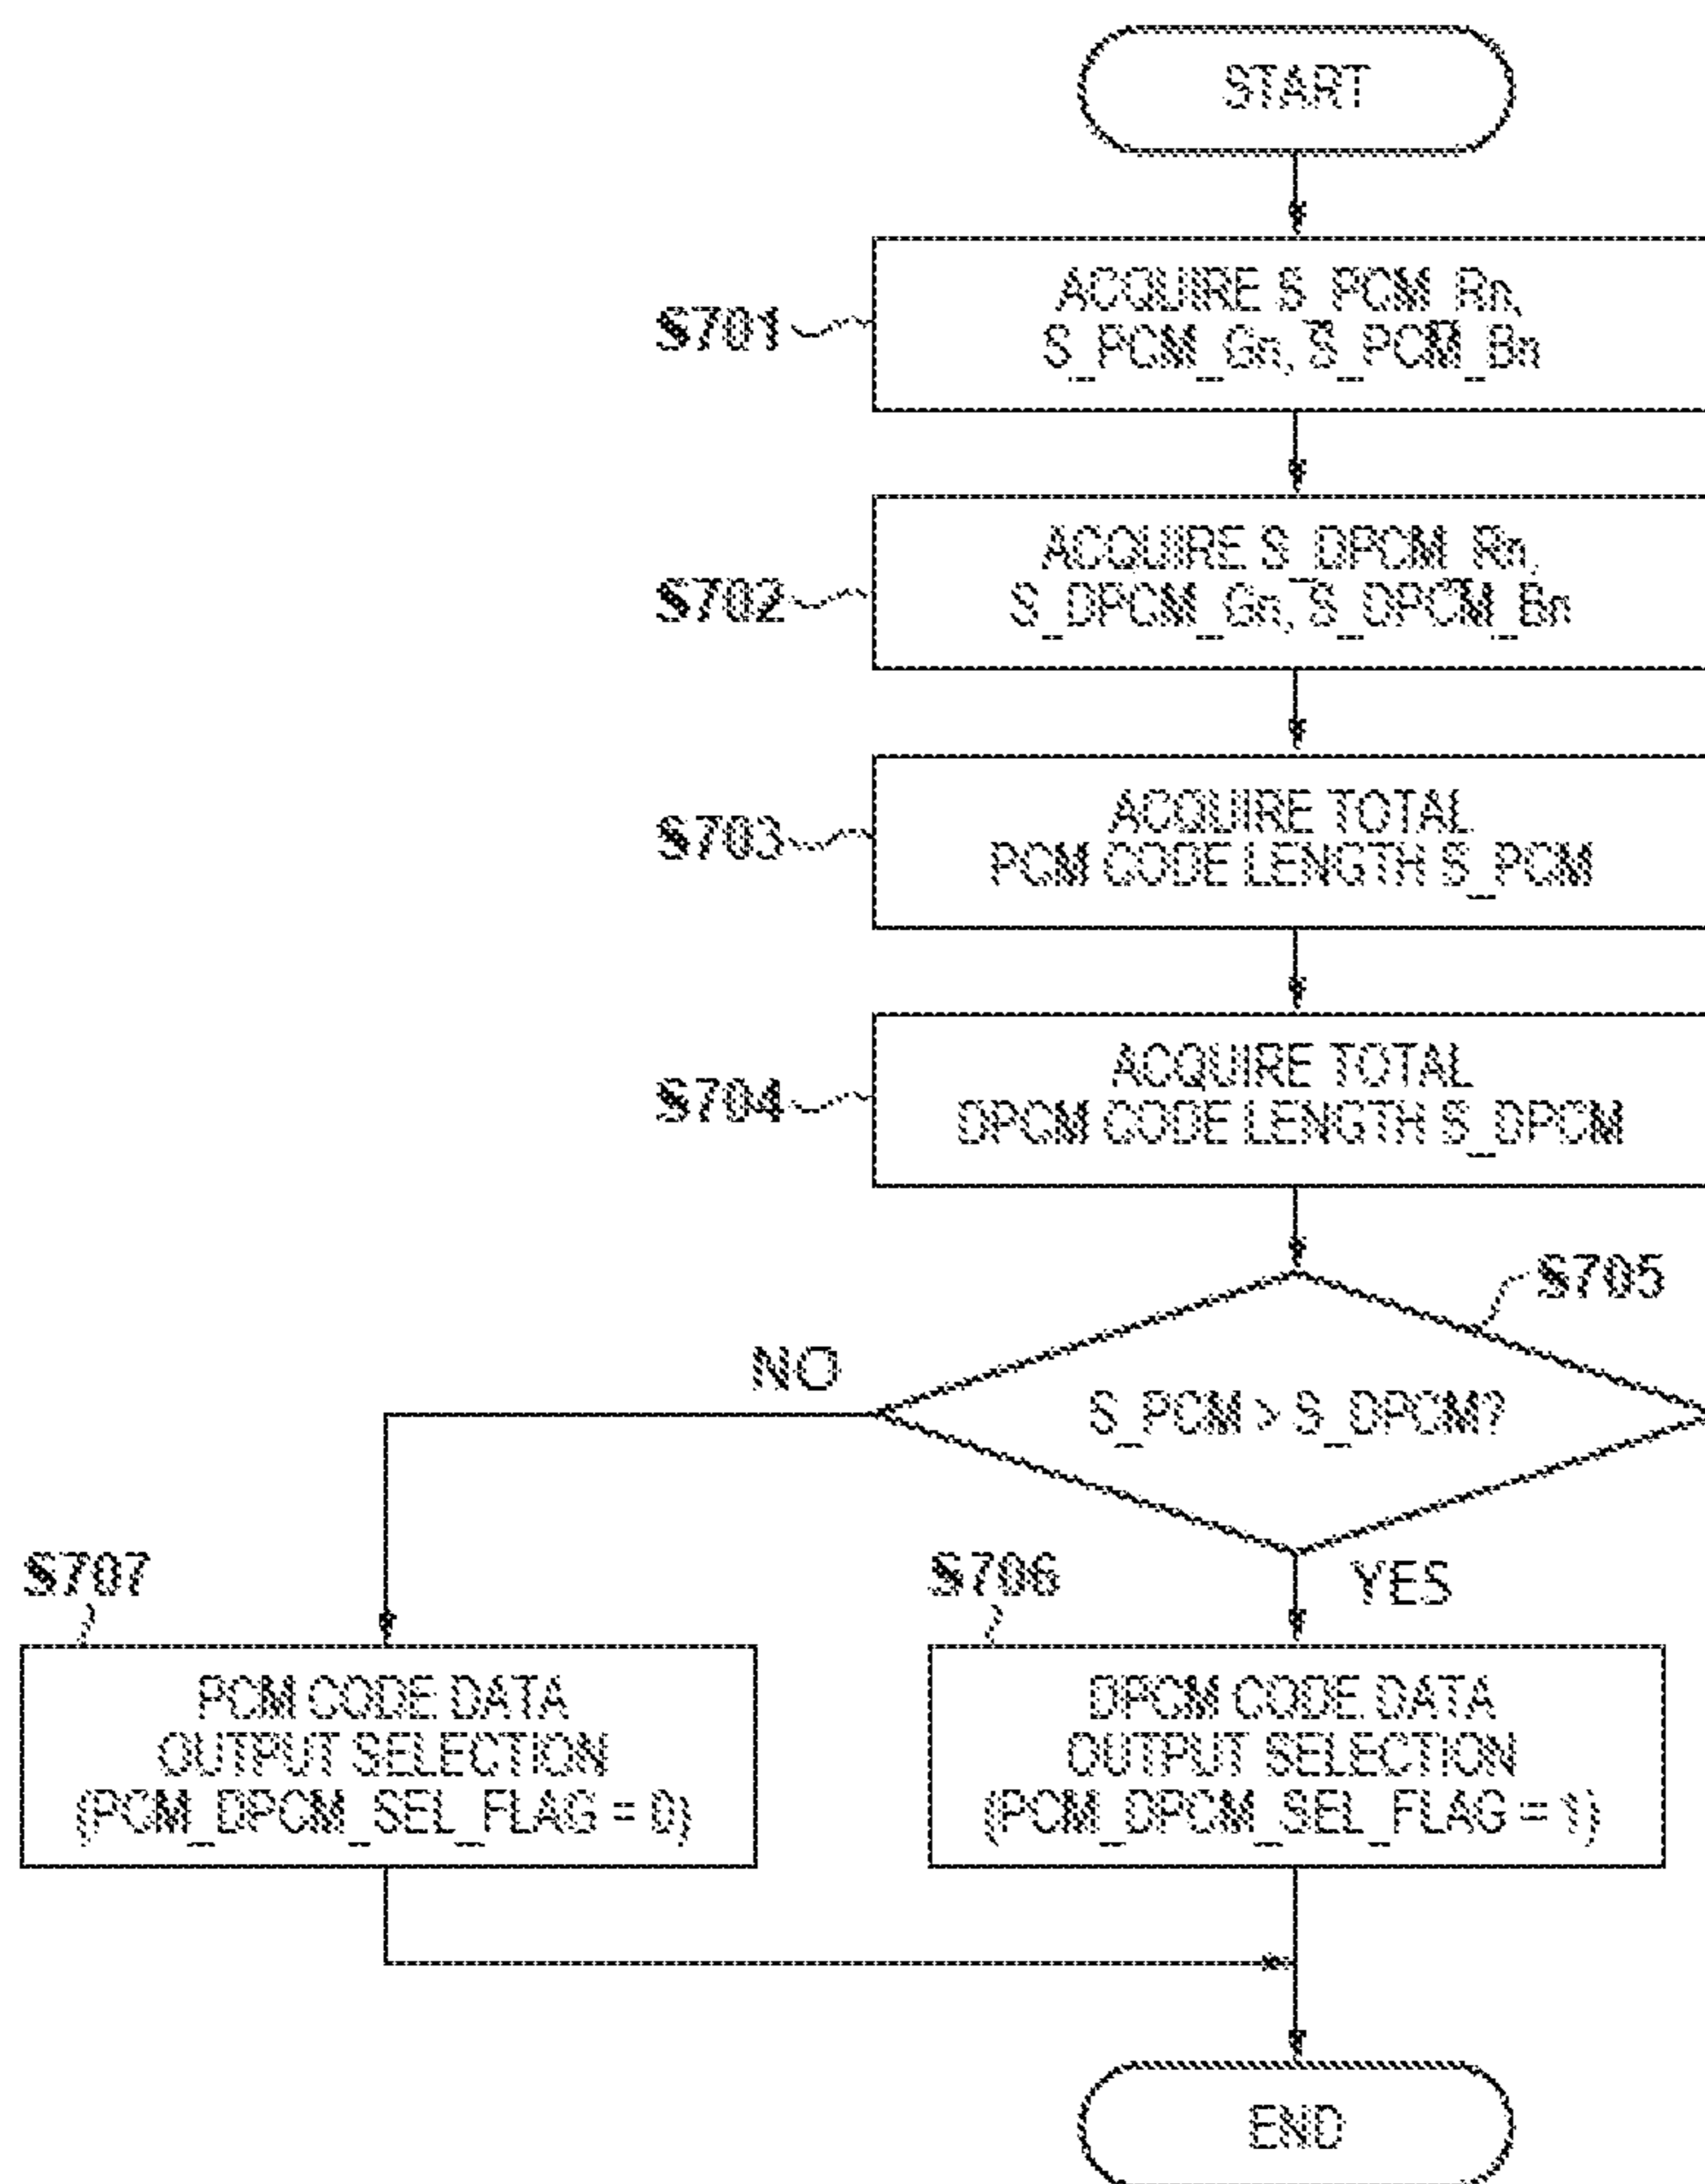 START
S701
ACQUIRE S_PCM_Rn,
S_PCM_Gn, S_PCM_Bn
S702
ACQUIRE S_DPCM_Rn,
S_DPCM_Gn, S_DPCM_Bn
S703
ACQUIRE TOTAL
PCM CODE LENGTH S_PCM
S704
ACQUIRE TOTAL
DPCM CODE LENGTH S_DPCM
S705
S_PCM > S_DPCM?
NO
YES
S707
PCM CODE DATA
OUTPUT SELECTION
(PCM_DPCM_SEL_FLAG = 0)
S706
DPCM CODE DATA
OUTPUT SELECTION
(PCM_DPCM_SEL_FLAG = 1)
END